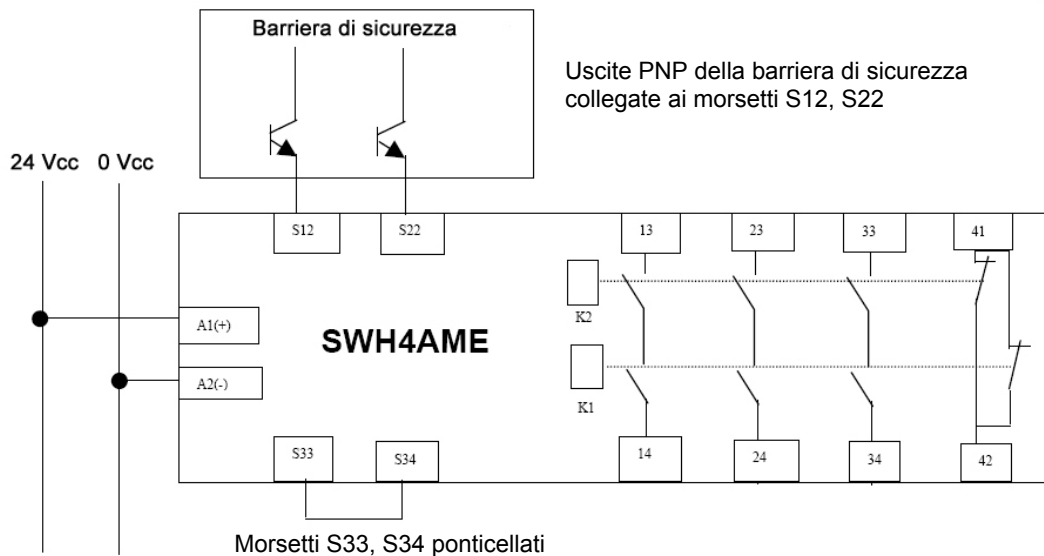 Barriera di sicurezza
Uscite PNP della barriera di sicurezza
collegate ai morsetti S12, S22
24 Vcc 0 Vcc
S12 S22 13 23 33 41
K2
A1(+)
SWH4AME
A2(-)
K1
S33 S34 14 24 34 42
Morsetti S33, S34 ponticellati